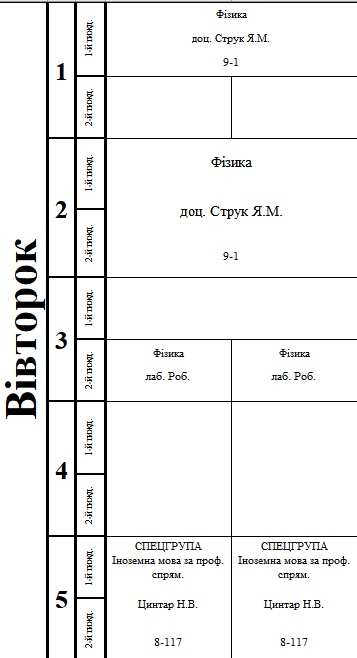 Вівторок
1
1-й тижд.
Фізика
доц. Струк Я.М.
9-1
2-й тижд.
2
1-й тижд.
Фізика
доц. Струк Я.М.
2-й тижд.
9-1
3
1-й тижд.
2-й тижд.
Фізика Фізика
лаб. Роб. лаб. Роб.
4
1-й тижд.
2-й тижд.
5
1-й тижд.
СПЕЦГРУПА СПЕЦГРУПА
Іноземна мова за проф. Іноземна мова за проф.
спрям. спрям.
Цинтар Н.В. Цинтар Н.В.
2-й тижд.
8-117 8-117